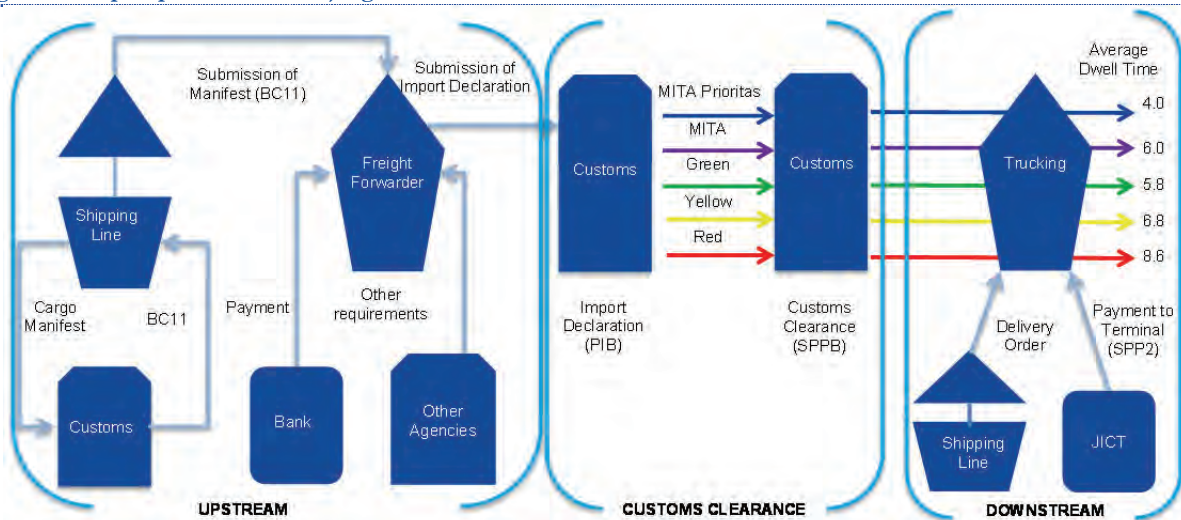 Submission of
Manifest (BC11)
Submission of
Import Declaration
Freight
Forwarder
Shipping
Line
Cargo
Manifest
BC11
Payment
Other
requirements
Customs
Bank
Other
Agencies
UPSTREAM
Customs
MITA Prioritas
MITA
Green
Yellow
Red
Customs
Import
Declaration
(PIB)
Customs
Clearance
(SPPB)
CUSTOMS CLEARANCE
Average
Dwell Time
4.0
6.0
5.8
6.8
8.6
Trucking
Delivery
Order
Payment to
Terminal
(SPP2)
Shipping
Line
JICT
DOWNSTREAM